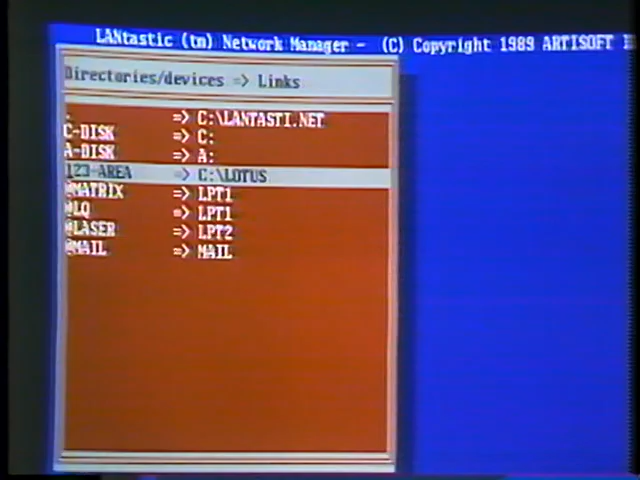 LANtastic (tm) Network Manager - (C) Copyright 1989 ARTISOFT
Directories/devices => Links
. => C:\LANTASTI.NET
C-DISK => C:
A-DISK => A:
123-AREA => C:\LOTUS
@MATRIX => LPT1
@LQ => LPT1
@LASER => LPT2
@MAIL => MAIL